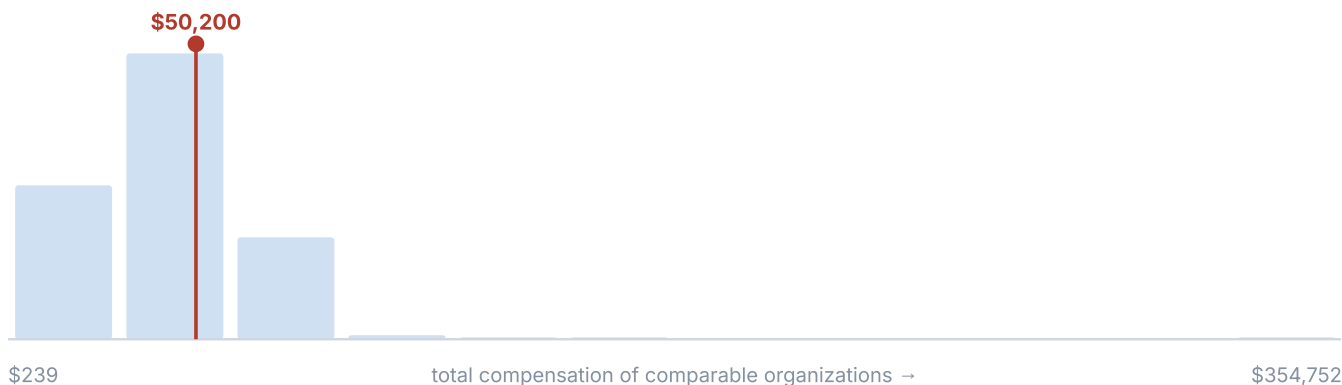 $50,200
$239 total compensation of comparable organizations → $354,752